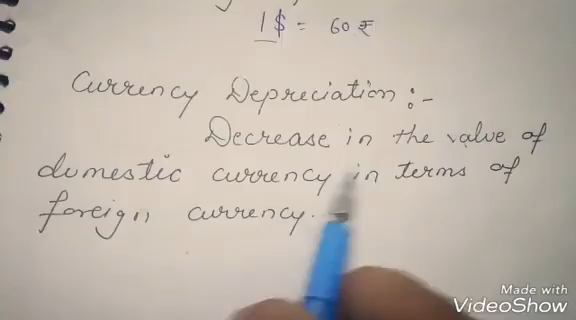 1$ = 60 ₹
Currency Depreciation :-
Decrease in the value of
domestic currency in terms of
foreign currency.
Made with
VideoShow